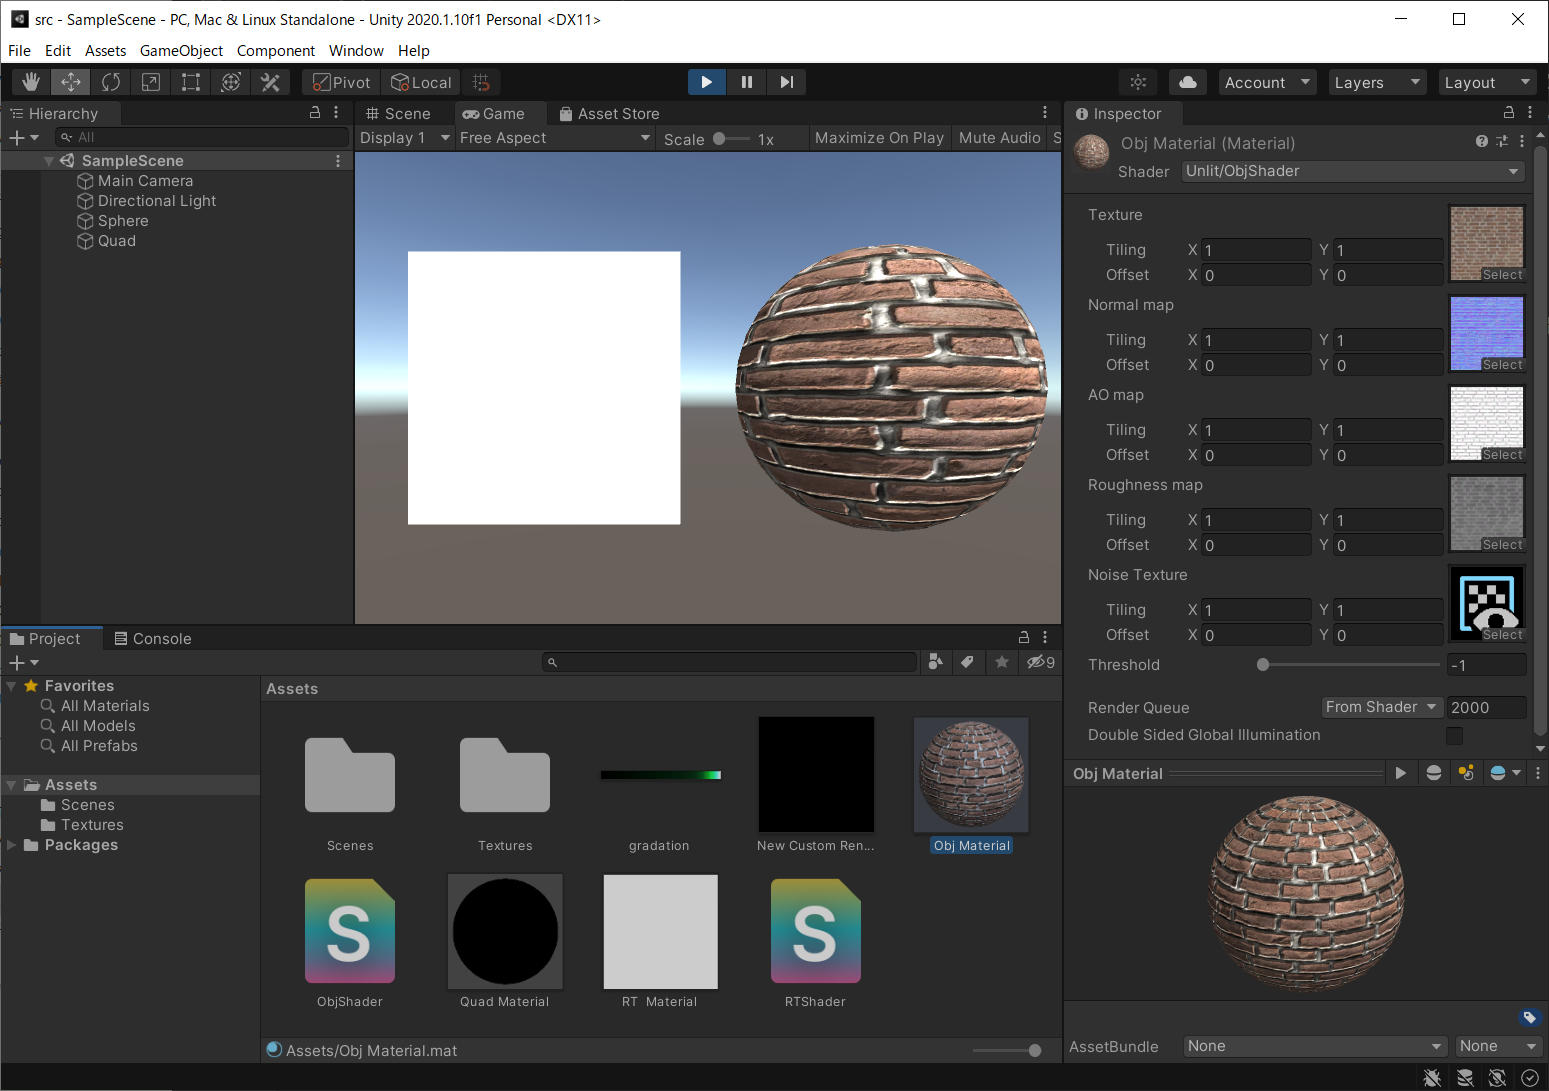 src - SampleScene - PC, Mac & Linux Standalone - Unity 2020.1.10f1 Personal <DX11>
File Edit Assets GameObject Component Window Help
Pivot Local Account Layers Layout
Hierarchy
All
SampleScene
Main Camera
Directional Light
Sphere
Quad
Scene Game Asset Store
Display 1 Free Aspect Scale 1x Maximize On Play Mute Audio S
Inspector
Obj Material (Material)
Shader Unlit/ObjShader
Texture
Tiling X 1 Y 1
Offset X 0 Y 0
Select
Normal map
Tiling X 1 Y 1
Offset X 0 Y 0
Select
AO map
Tiling X 1 Y 1
Offset X 0 Y 0
Select
Roughness map
Tiling X 1 Y 1
Offset X 0 Y 0
Select
Noise Texture
Tiling X 1 Y 1
Offset X 0 Y 0
Select
Threshold -1
Render Queue From Shader 2000
Double Sided Global Illumination
Obj Material
AssetBundle None None
Project Console
9
Favorites
All Materials
All Models
All Prefabs
Assets
Scenes
Textures
Packages
Assets
Scenes Textures gradation New Custom Ren... Obj Material
S S
ObjShader Quad Material RT Material RTShader
Assets/Obj Material.mat